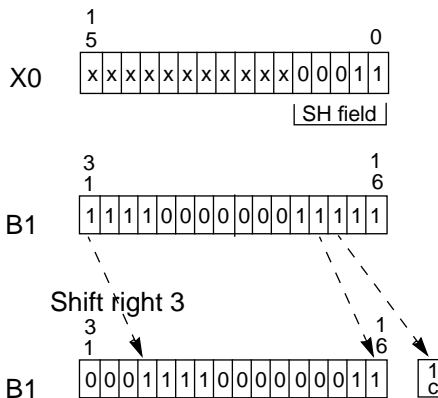 1
5 0
X0 x x x x x x x x x x x 0 0 0 1 1
SH field
3 1
1 6
B1 1 1 1 1 0 0 0 0 0 0 0 1 1 1 1 1
Shift right 3
3 1
1 6
B1 0 0 0 1 1 1 1 0 0 0 0 0 0 0 1 1 1
c